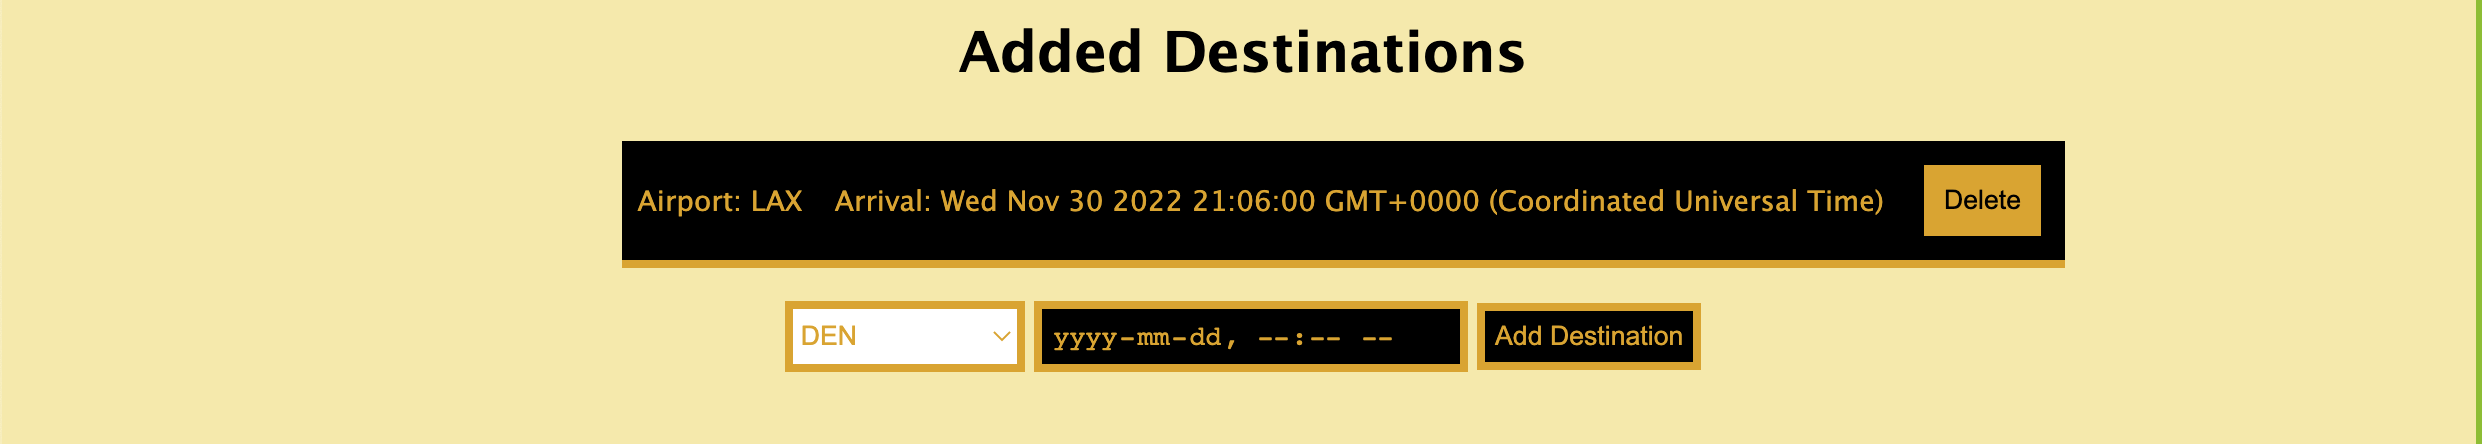 Added Destinations
Airport: LAX Arrival: Wed Nov 30 2022 21:06:00 GMT+0000 (Coordinated Universal Time) Delete
DEN yyyy-mm-dd, --:-- -- Add Destination